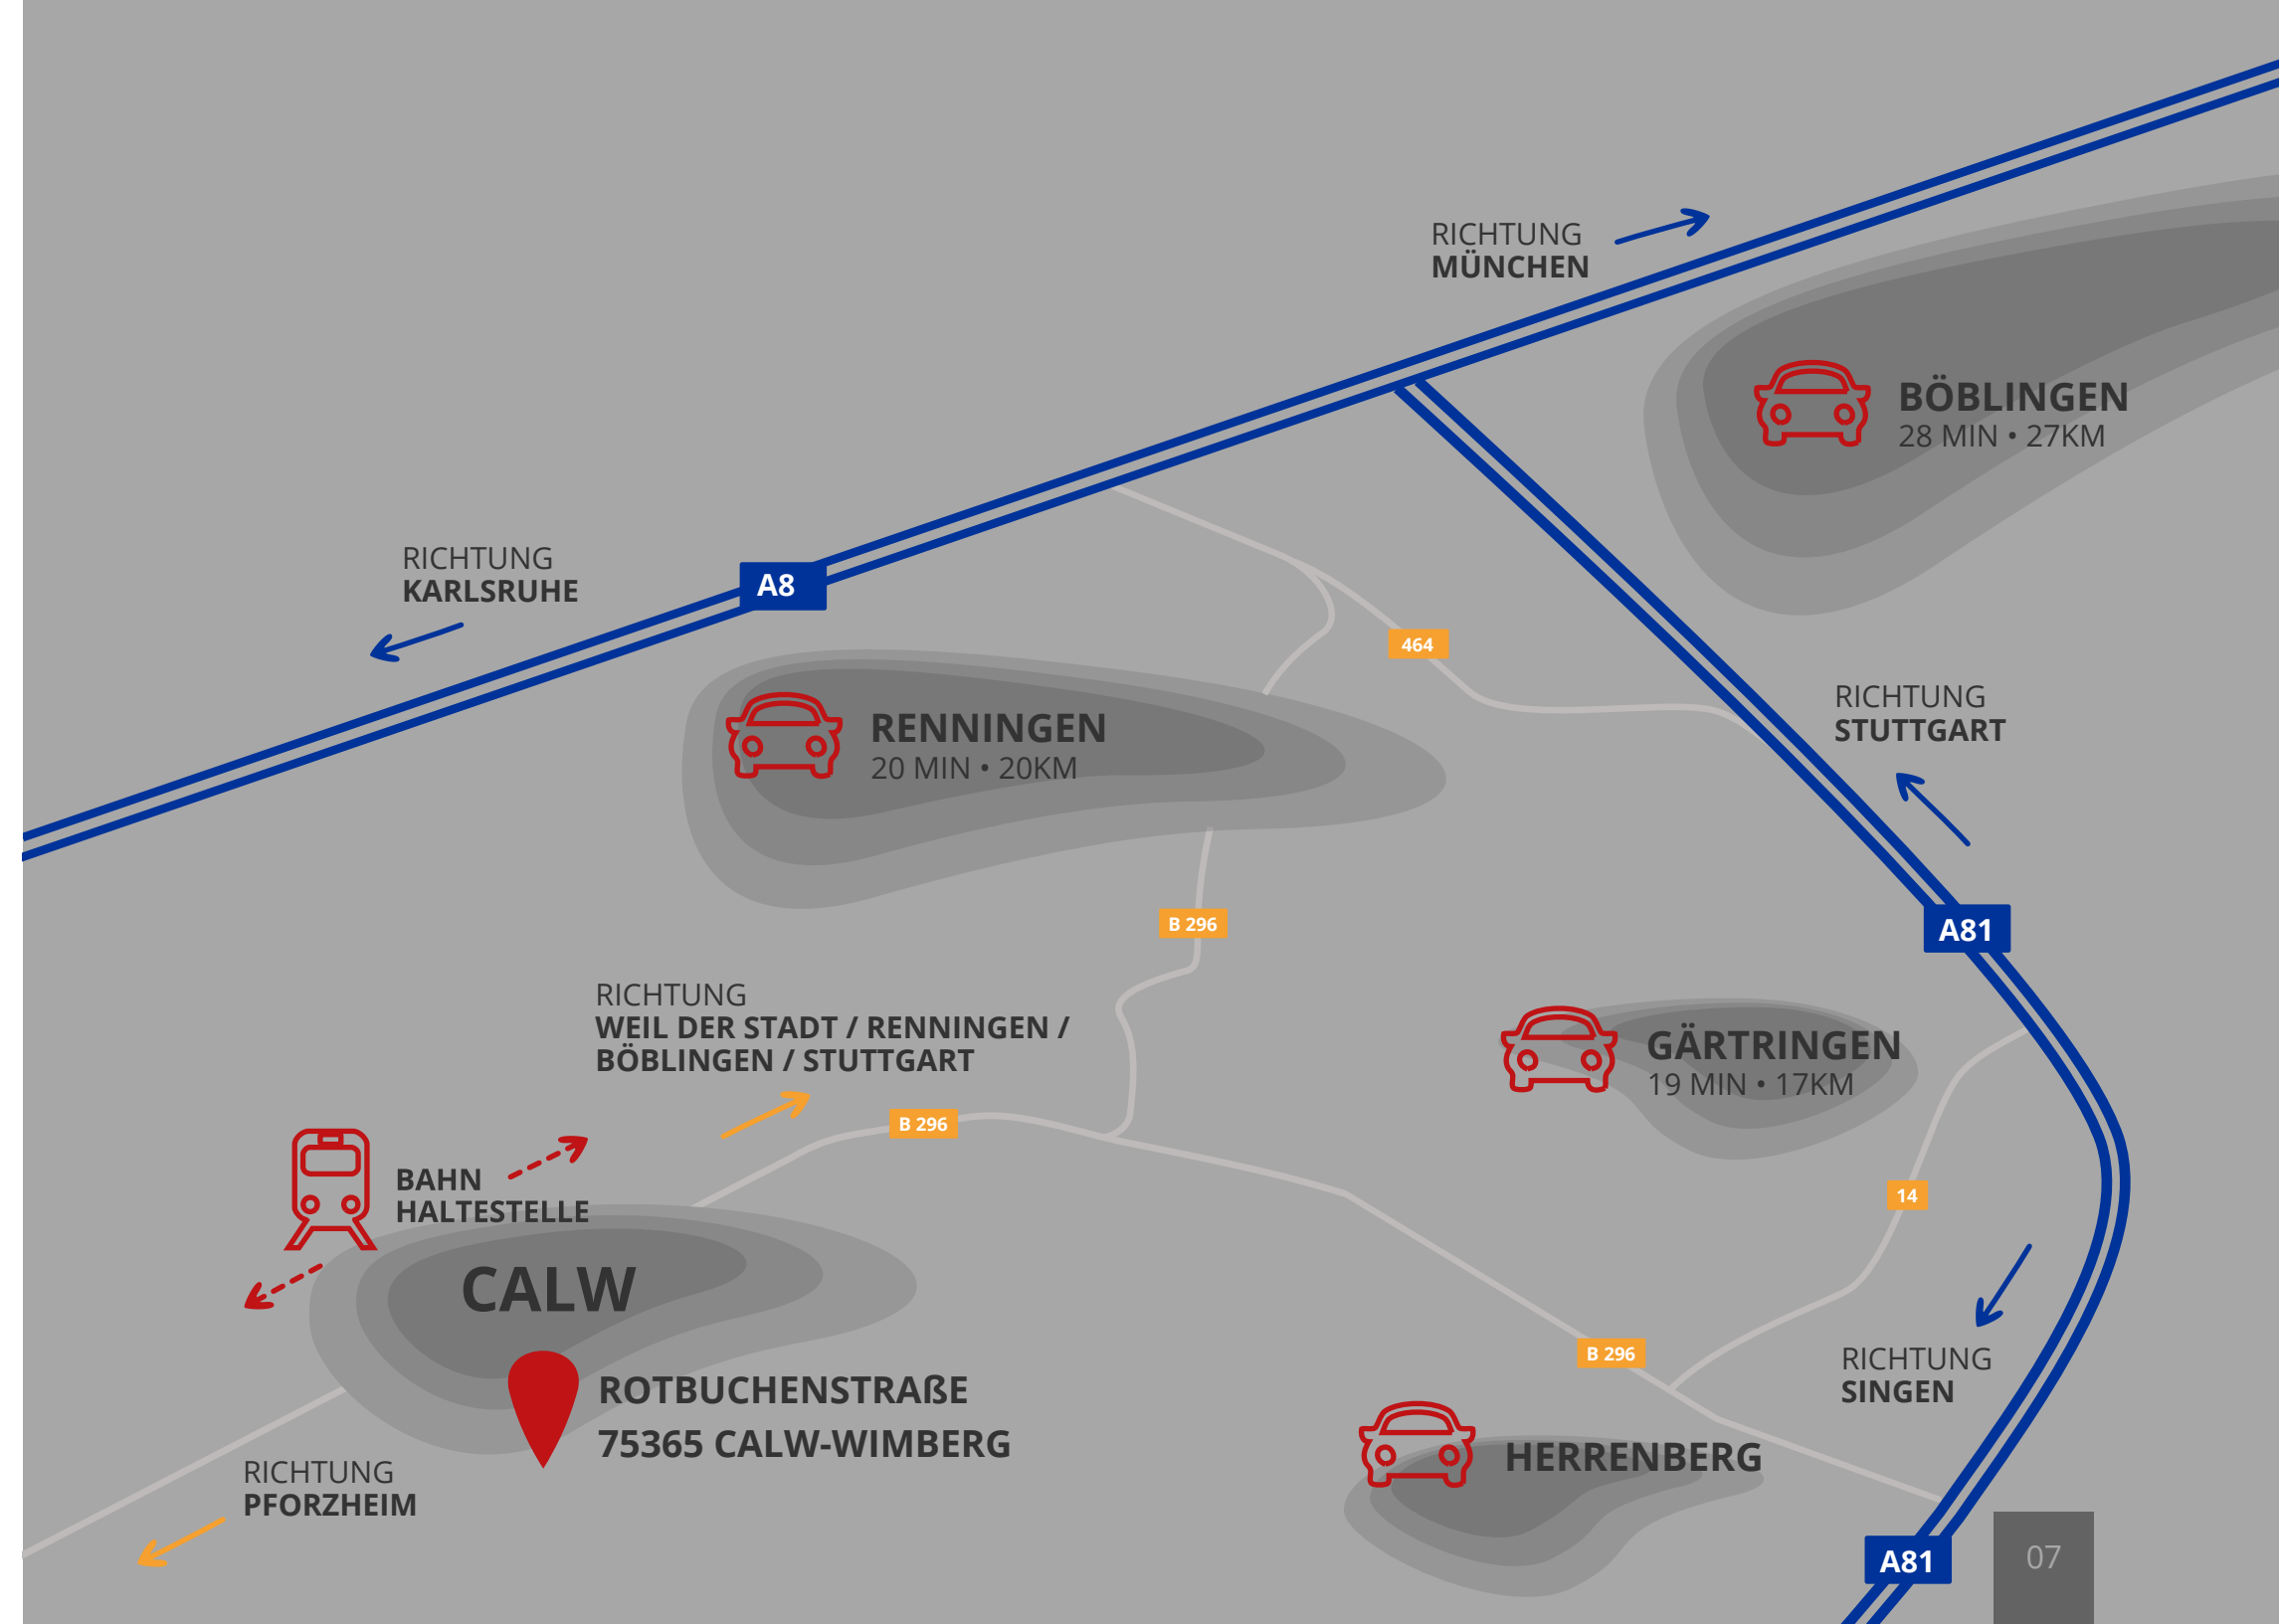 RICHTUNG
MÜNCHEN
BÖBLINGEN
28 MIN • 27KM
RICHTUNG
KARLSRUHE
A8
464
RENNINGEN
20 MIN • 20KM
RICHTUNG
STUTTGART
B 296
A81
RICHTUNG
WEIL DER STADT / RENNINGEN /
BÖBLINGEN / STUTTGART
GÄRTRINGEN
19 MIN • 17KM
B 296
BAHN
HALTESTELLE
14
CALW
B 296
RICHTUNG
SINGEN
ROTBUCHENSTRAßE
75365 CALW-WIMBERG
HERRENBERG
RICHTUNG
PFORZHEIM
A81
07